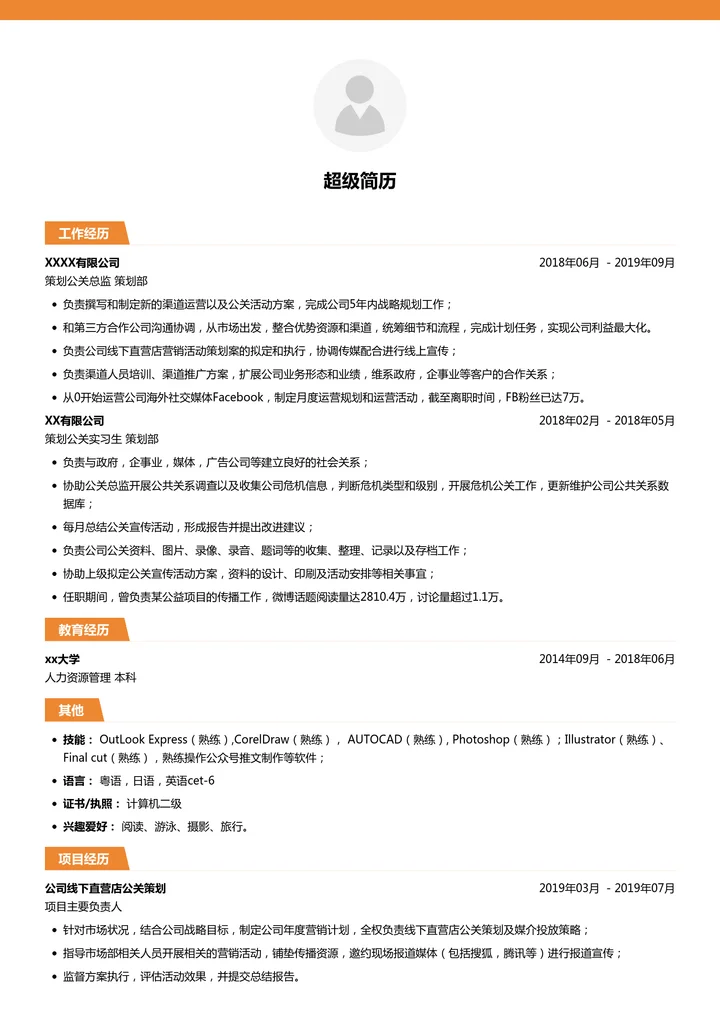 超级简历
工作经历
XXXX有限公司 2018年06月 - 2019年09月
策划公关总监 策划部
• 负责撰写和制定新的渠道运营以及公关活动方案，完成公司5年内战略规划工作；
• 和第三方合作公司沟通协调，从市场出发，整合优势资源和渠道，统筹细节和流程，完成计划任务，实现公司利益最大化。
• 负责公司线下直营店营销活动策划案的拟定和执行，协调传媒配合进行线上宣传；
• 负责渠道人员培训、渠道推广方案，扩展公司业务形态和业绩，维系政府，企事业等客户的合作关系；
• 从0开始运营公司海外社交媒体Facebook，制定月度运营规划和运营活动，截至离职时间，FB粉丝已达7万。
XX有限公司 2018年02月 - 2018年05月
策划公关实习生 策划部
• 负责与政府，企事业，媒体，广告公司等建立良好的社会关系；
• 协助公关总监开展公共关系调查以及收集公司危机信息，判断危机类型和级别，开展危机公关工作，更新维护公司公共关系数
据库；
• 每月总结公关宣传活动，形成报告并提出改进建议；
• 负责公司公关资料、图片、录像、录音、题词等的收集、整理、记录以及存档工作；
• 协助上级拟定公关宣传活动方案，资料的设计、印刷及活动安排等相关事宜；
• 任职期间，曾负责某公益项目的传播工作，微博话题阅读量达2810.4万，讨论量超过1.1万。
教育经历
xx大学 2014年09月 - 2018年06月
人力资源管理 本科
其他
• 技能： OutLook Express（熟练）,CorelDraw（熟练）， AUTOCAD（熟练）, Photoshop（熟练）；Illustrator（熟练）、
Final cut（熟练），熟练操作公众号推文制作等软件；
• 语言： 粤语，日语，英语cet-6
• 证书/执照： 计算机二级
• 兴趣爱好： 阅读、游泳、摄影、旅行。
项目经历
公司线下直营店公关策划 2019年03月 - 2019年07月
项目主要负责人
• 针对市场状况，结合公司战略目标，制定公司年度营销计划，全权负责线下直营店公关策划及媒介投放策略；
• 指导市场部相关人员开展相关的营销活动，铺垫传播资源，邀约现场报道媒体（包括搜狐，腾讯等）进行报道宣传；
• 监督方案执行，评估活动效果，并提交总结报告。